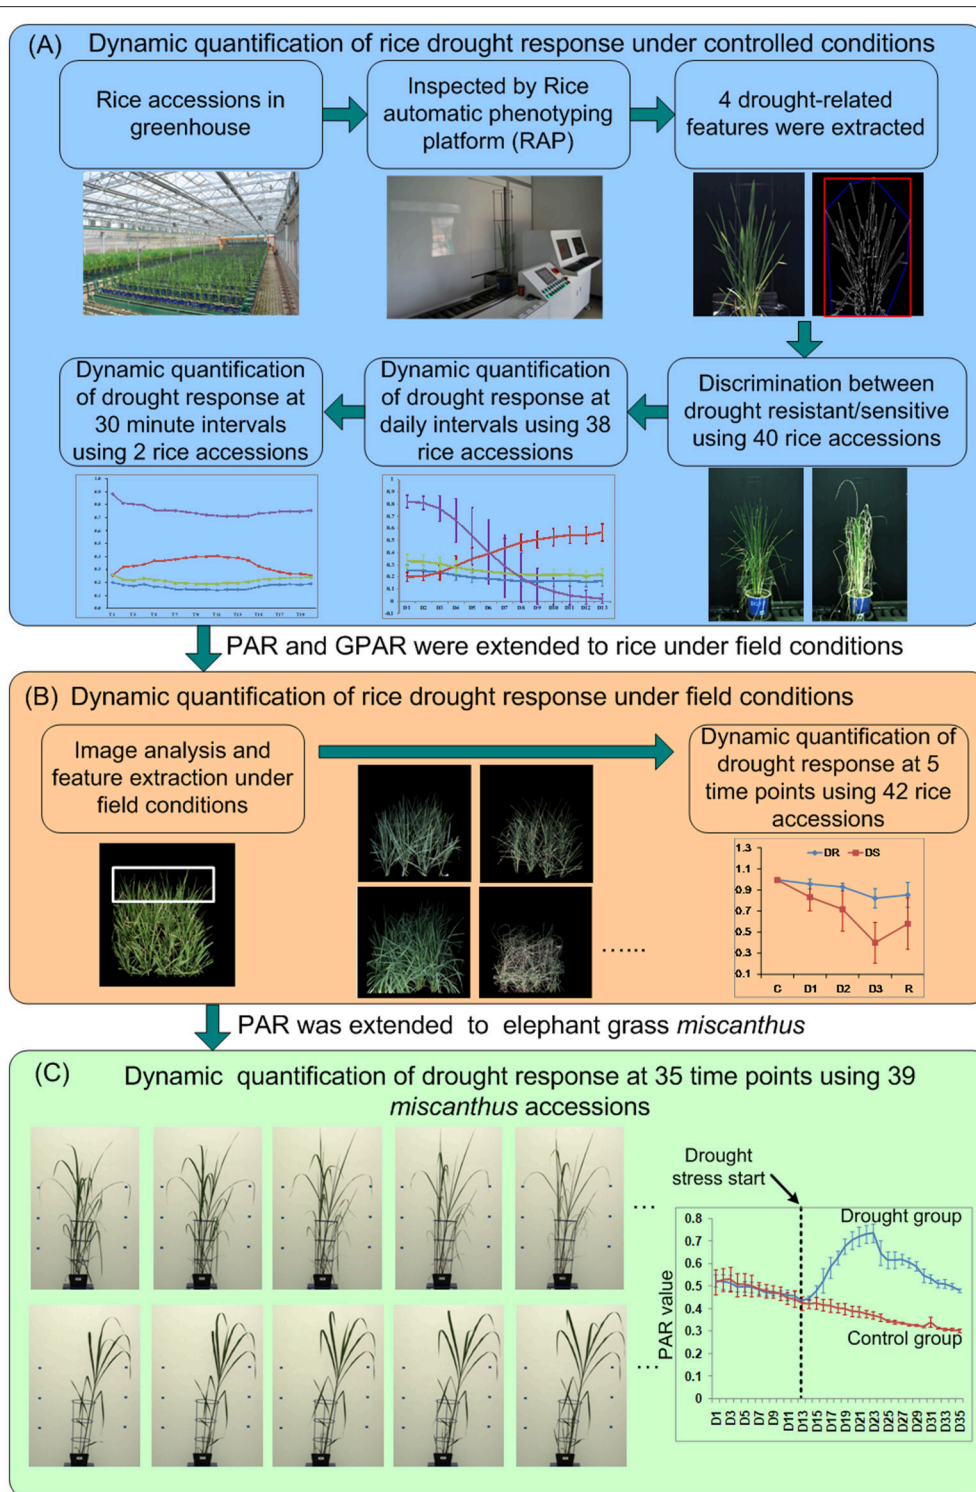 (A) Dynamic quantification of rice drought response under controlled conditions
Rice accessions in
greenhouse
Inspected by Rice
automatic phenotyping
platform (RAP)
4 drought-related
features were extracted
Dynamic quantification
of drought response at
30 minute intervals
using 2 rice accessions
Dynamic quantification
of drought response at
daily intervals using 38
rice accessions
Discrimination between
drought resistant/sensitive
using 40 rice accessions
PAR and GPAR were extended to rice under field conditions
(B) Dynamic quantification of rice drought response under field conditions
Image analysis and
feature extraction under
field conditions
Dynamic quantification of
drought response at 5
time points using 42 rice
accessions
......
DR DS
1.3
1.1
0.9
0.7
0.5
0.3
0.1
C D1 D2 D3 R
PAR was extended to elephant grass miscanthus
(C) Dynamic quantification of drought response at 35 time points using 39
miscanthus accessions
...
...
Drought
stress start
Drought group
Control group
PAR value
0.8
0.7
0.6
0.5
0.4
0.3
0.2
0.1
0
D1 D3 D5 D7 D9 D11 D13 D15 D17 D19 D21 D23 D25 D27 D29 D31 D33 D35